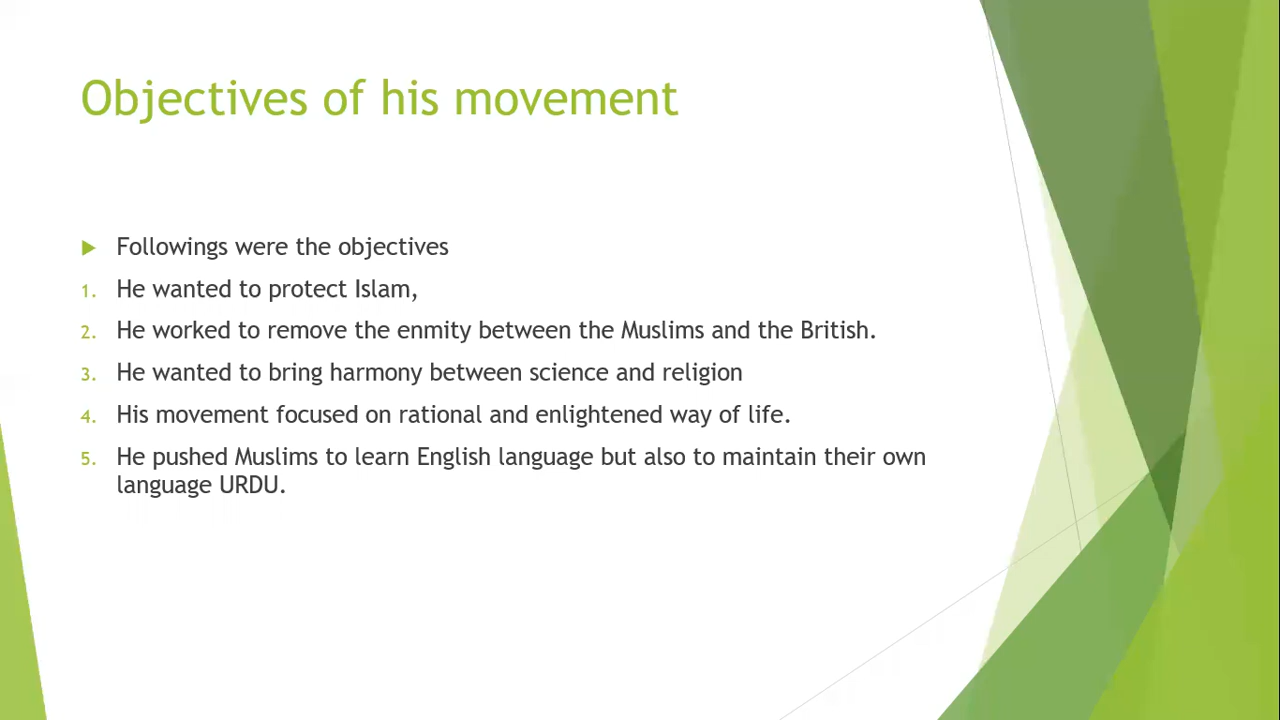 Objectives of his movement
Followings were the objectives
1. He wanted to protect Islam,
2. He worked to remove the enmity between the Muslims and the British.
3. He wanted to bring harmony between science and religion
4. His movement focused on rational and enlightened way of life.
5. He pushed Muslims to learn English language but also to maintain their own
language URDU.